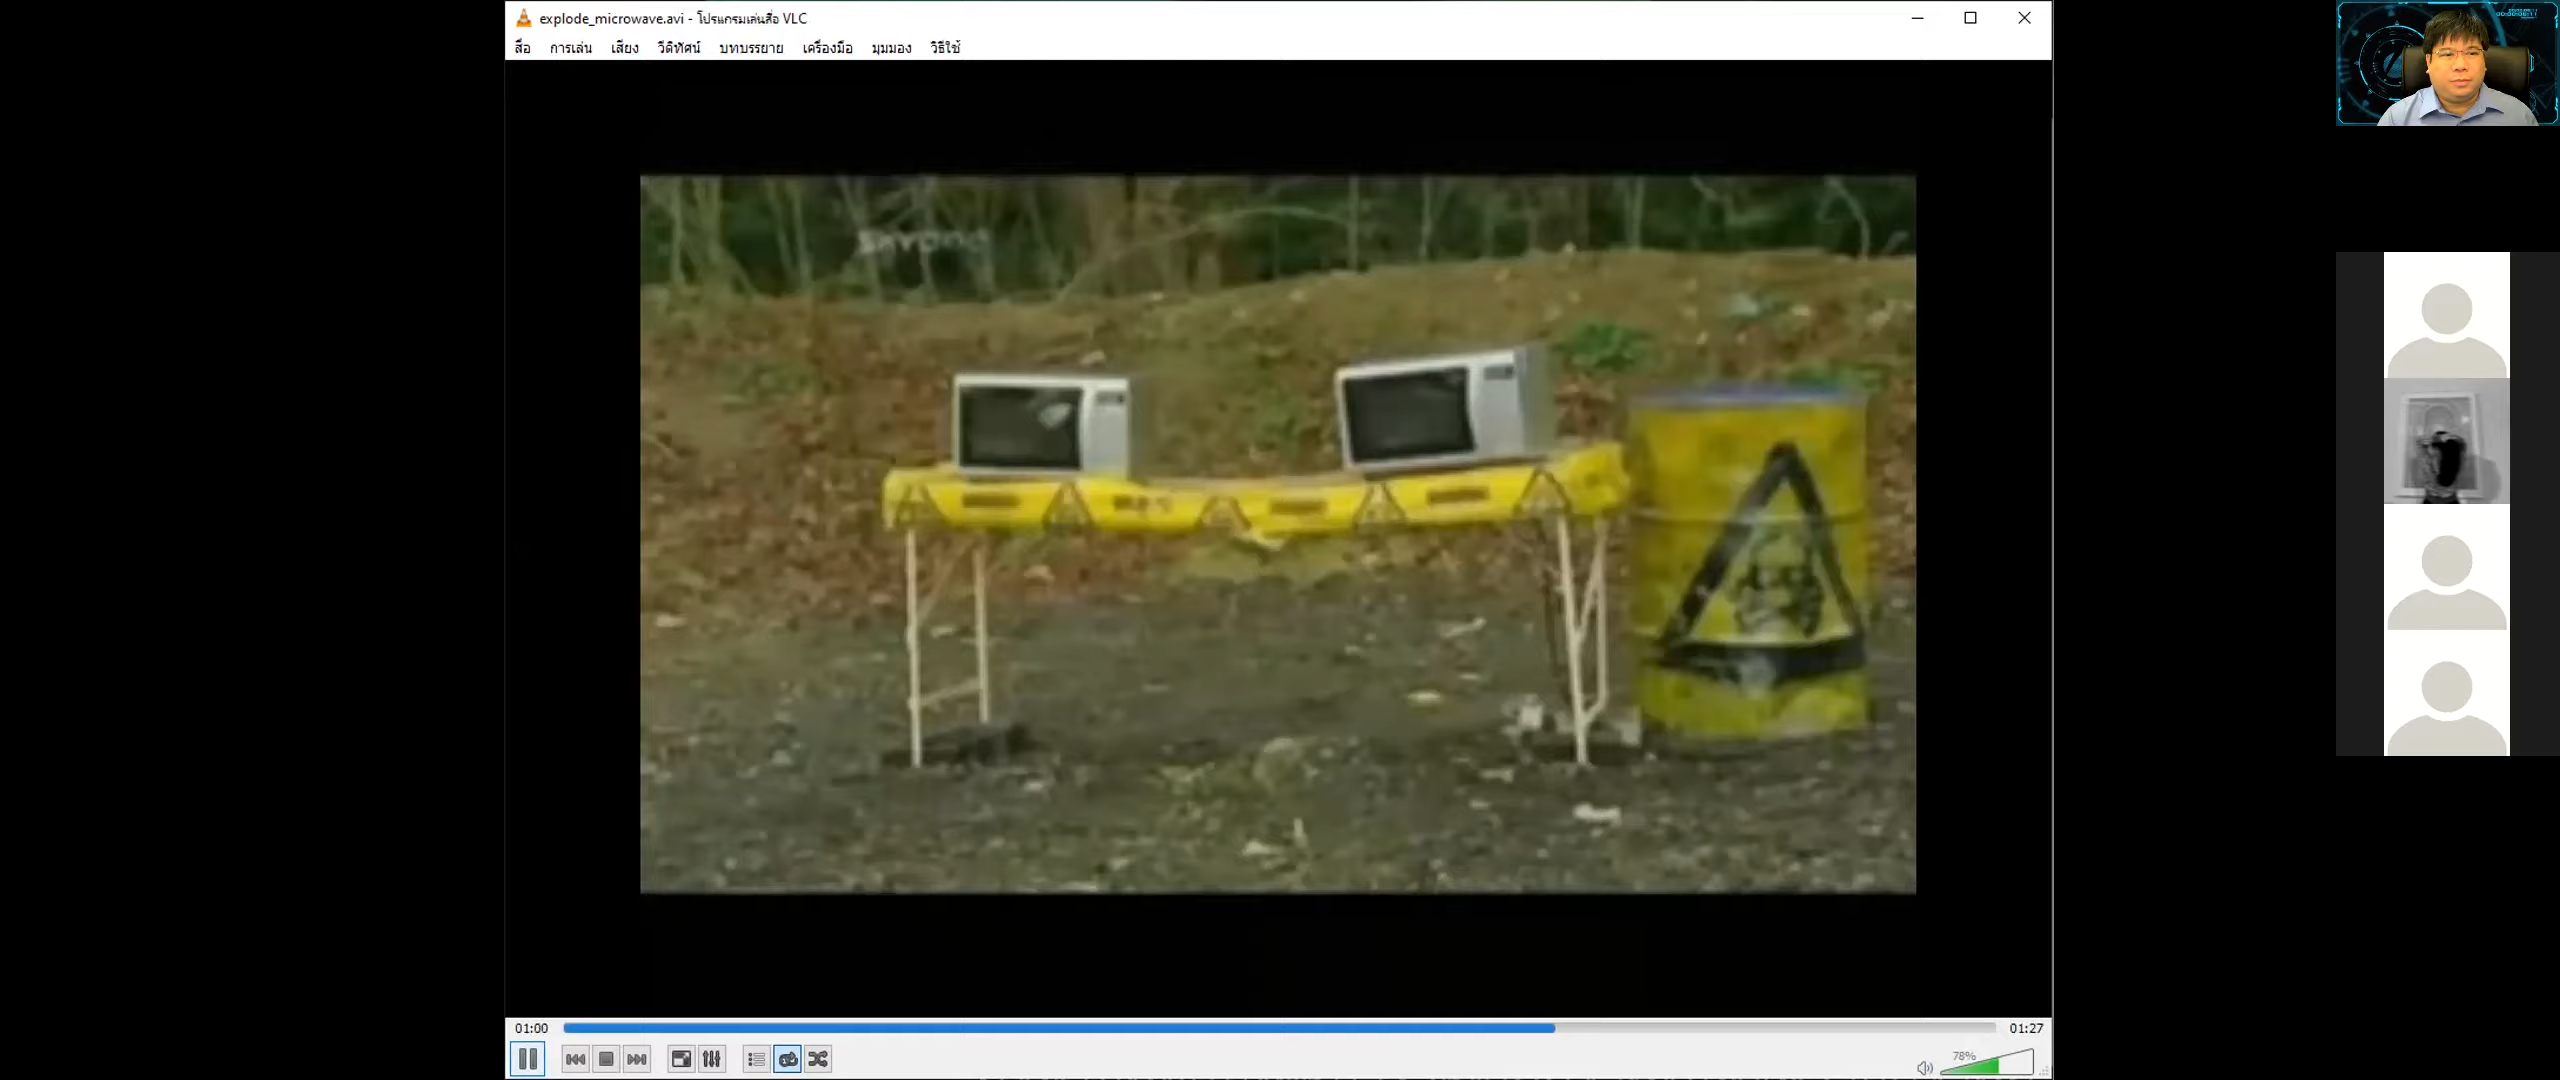 explode_microwave.avi - โปรแกรมเล่นสื่อ VLC
สื่อ การเล่น เสียง วีดิทัศน์ บทบรรยาย เครื่องมือ มุมมอง วิธีใช้
01:00
01:27
78%